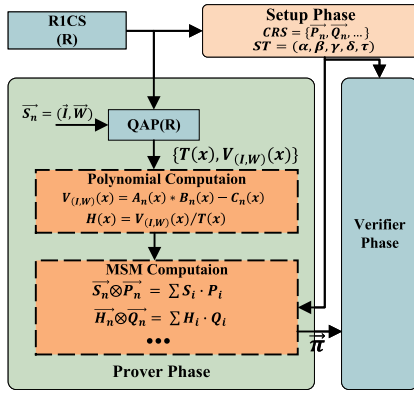 R1CS
(R)
Setup Phase
CRS = {P⃗ₙ, Q⃗ₙ, …}
ST = (α, β, γ, δ, τ)
S⃗ₙ = (I⃗, W⃗)
QAP(R)
{T(x), V₍I,W₎(x)}
Polynomial Computaion
V₍I,W₎(x) = Aₙ(x) * Bₙ(x) − Cₙ(x)
H(x) = V₍I,W₎(x)/T(x)
Verifier
Phase
MSM Computaion
S⃗ₙ⊗P⃗ₙ = ∑ Sᵢ · Pᵢ
H⃗ₙ⊗Q⃗ₙ = ∑ Hᵢ · Qᵢ
•••
π⃗
Prover Phase